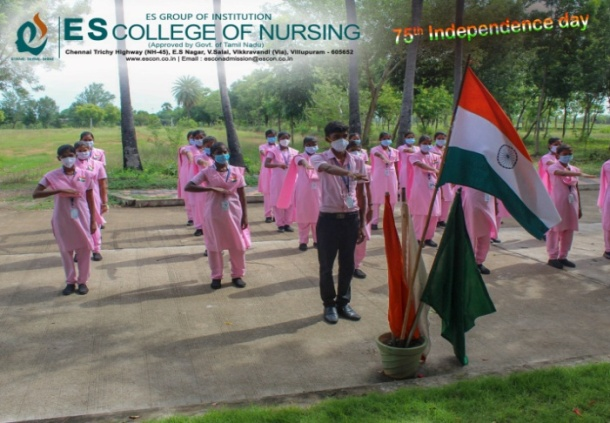 ES GROUP OF INSTITUTION
ES COLLEGE OF NURSING
(Approved by Govt. of Tamil Nadu)
Chennai Trichy Highway (NH-45), E.S Nagar, V.Salai, Vikkravandi (Via), Villupuram - 605652
www.escon.co.in | Email : esconadmission@escon.co.in
75th Independence day